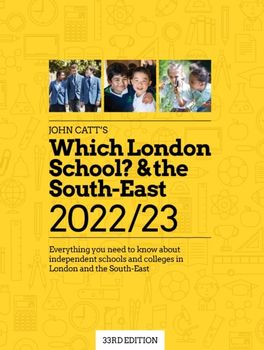 JOHN CATT'S
Which London
School? & the
South-East
2022/23
Everything you need to know about
independent schools and colleges in
London and the South-East
33RD EDITION